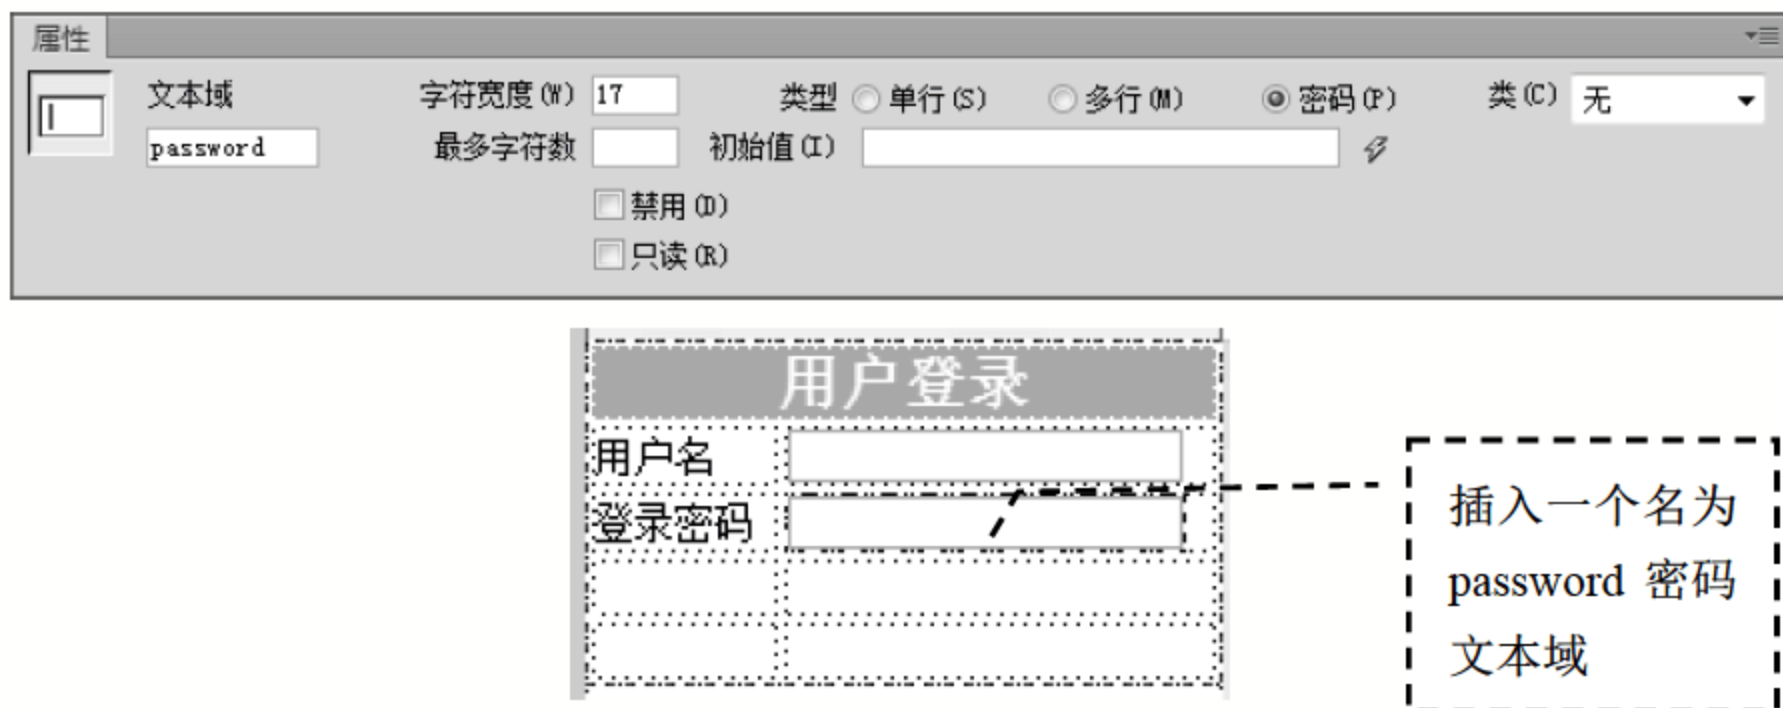 属性
文本域 字符宽度(W) 17 类型 单行(S) 多行(M) 密码(P) 类(C) 无
password 最多字符数 初始值(I)
禁用(D)
只读(R)
用户登录
用户名
登录密码
插入一个名为
password 密码
文本域